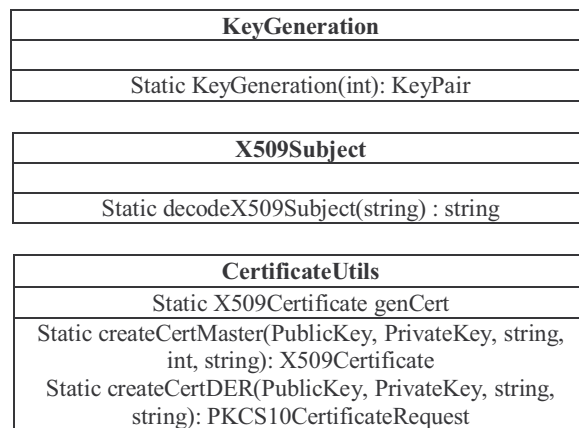 KeyGeneration
Static KeyGeneration(int): KeyPair
X509Subject
Static decodeX509Subject(string) : string
CertificateUtils
Static X509Certificate genCert
Static createCertMaster(PublicKey, PrivateKey, string,
int, string): X509Certificate
Static createCertDER(PublicKey, PrivateKey, string,
string): PKCS10CertificateRequest